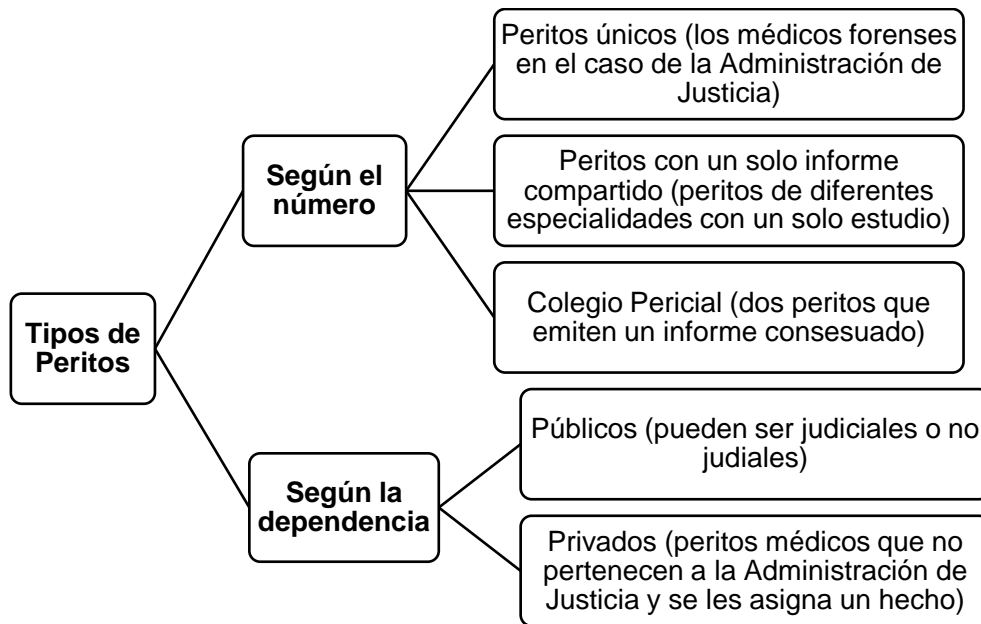 Tipos de
Peritos
Según el
número
Peritos únicos (los médicos forenses
en el caso de la Administración de
Justicia)
Peritos con un solo informe
compartido (peritos de diferentes
especialidades con un solo estudio)
Colegio Pericial (dos peritos que
emiten un informe consesuado)
Según la
dependencia
Públicos (pueden ser judiciales o no
judiales)
Privados (peritos médicos que no
pertenecen a la Administración de
Justicia y se les asigna un hecho)